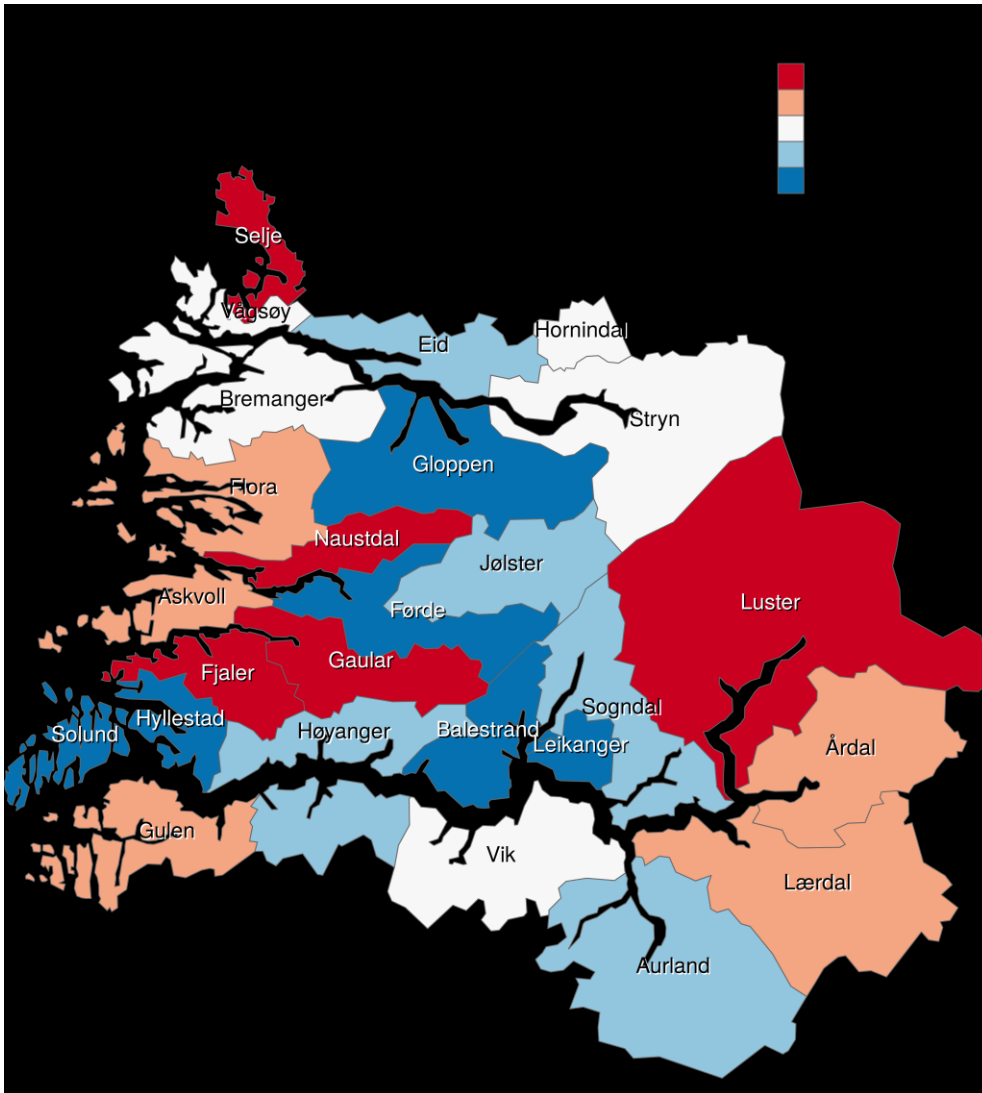 Selje
Vågsøy
Hornindal
Eid
Bremanger
Stryn
Gloppen
Flora
Naustdal
Jølster
Askvoll
Førde
Luster
Gaular
Fjaler
Sogndal
Hyllestad
Solund
Høyanger
Balestrand
Leikanger
Årdal
Gulen
Vik
Lærdal
Aurland